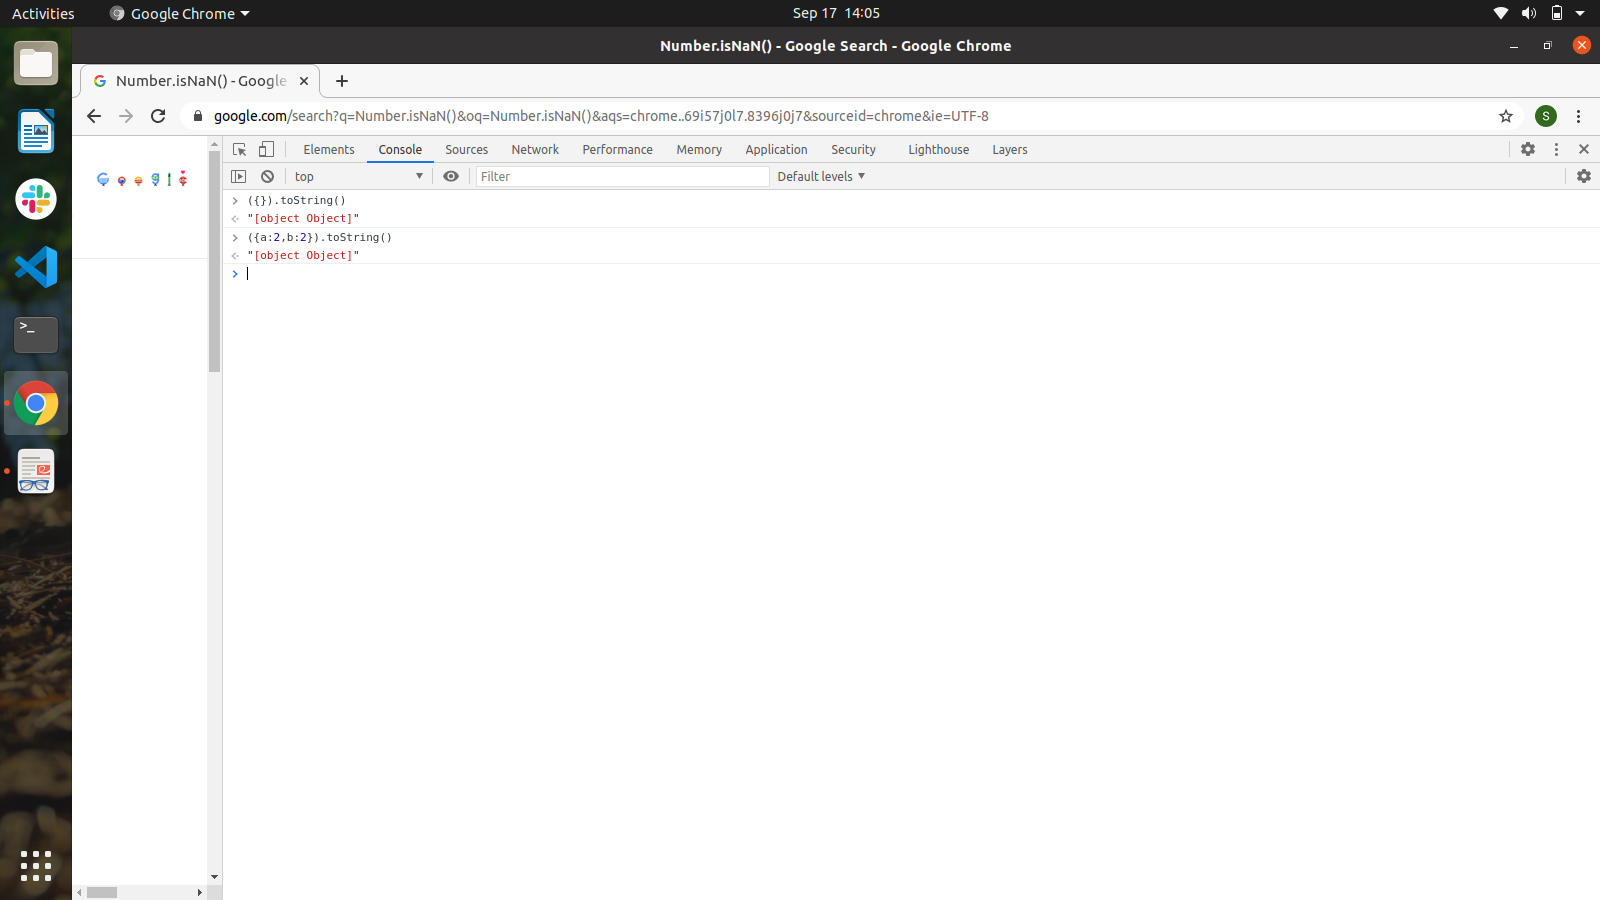 Activities
Google Chrome
Sep 17 14:05
Number.isNaN() - Google Search - Google Chrome
Number.isNaN() - Google
google.com/search?q=Number.isNaN()&oq=Number.isNaN()&aqs=chrome..69i57j0l7.8396j0j7&sourceid=chrome&ie=UTF-8
S
Elements
Console
Sources
Network
Performance
Memory
Application
Security
Lighthouse
Layers
top
Filter
Default levels
({}).toString()
"[object Object]"
({a:2,b:2}).toString()
"[object Object]"
Google
>_